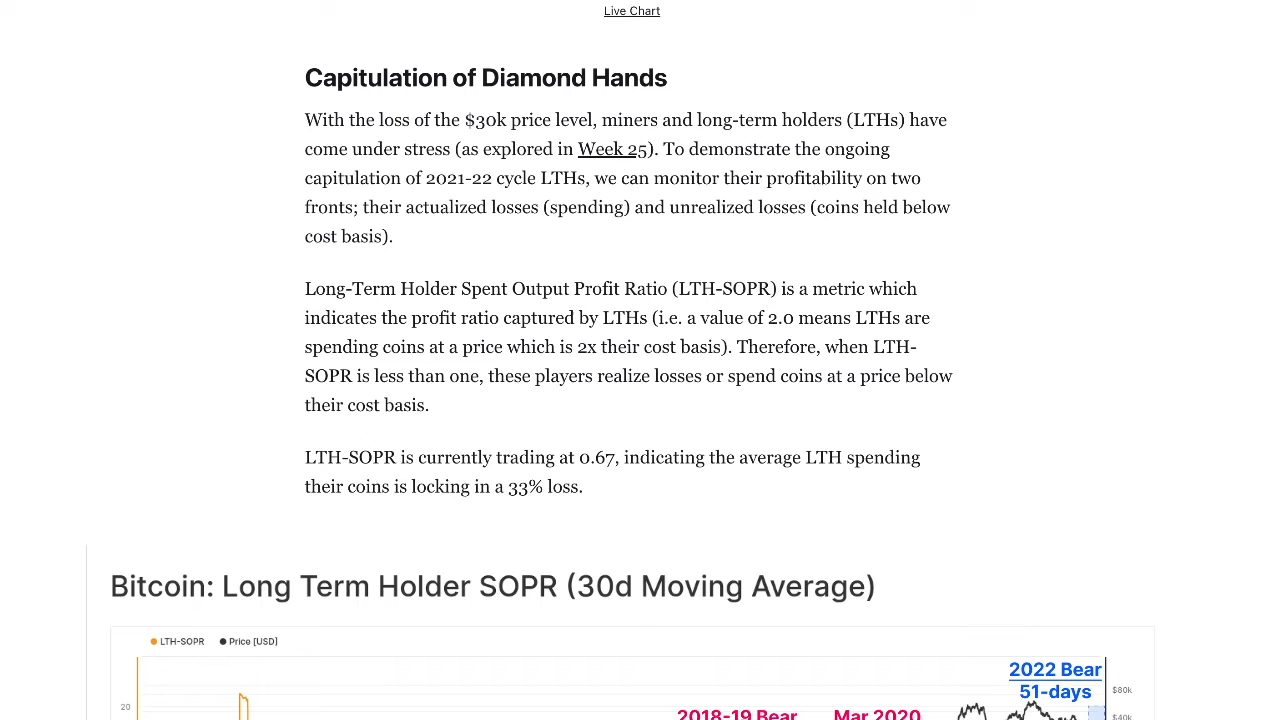 Live Chart
Capitulation of Diamond Hands
With the loss of the $30k price level, miners and long-term holders (LTHs) have
come under stress (as explored in Week 25). To demonstrate the ongoing
capitulation of 2021-22 cycle LTHs, we can monitor their profitability on two
fronts; their actualized losses (spending) and unrealized losses (coins held below
cost basis).
Long-Term Holder Spent Output Profit Ratio (LTH-SOPR) is a metric which
indicates the profit ratio captured by LTHs (i.e. a value of 2.0 means LTHs are
spending coins at a price which is 2x their cost basis). Therefore, when LTH-
SOPR is less than one, these players realize losses or spend coins at a price below
their cost basis.
LTH-SOPR is currently trading at 0.67, indicating the average LTH spending
their coins is locking in a 33% loss.
Bitcoin: Long Term Holder SOPR (30d Moving Average)
LTH-SOPR Price [USD]
2022 Bear
51-days
$80k
20
2018-19 Bear Mar 2020
$40k